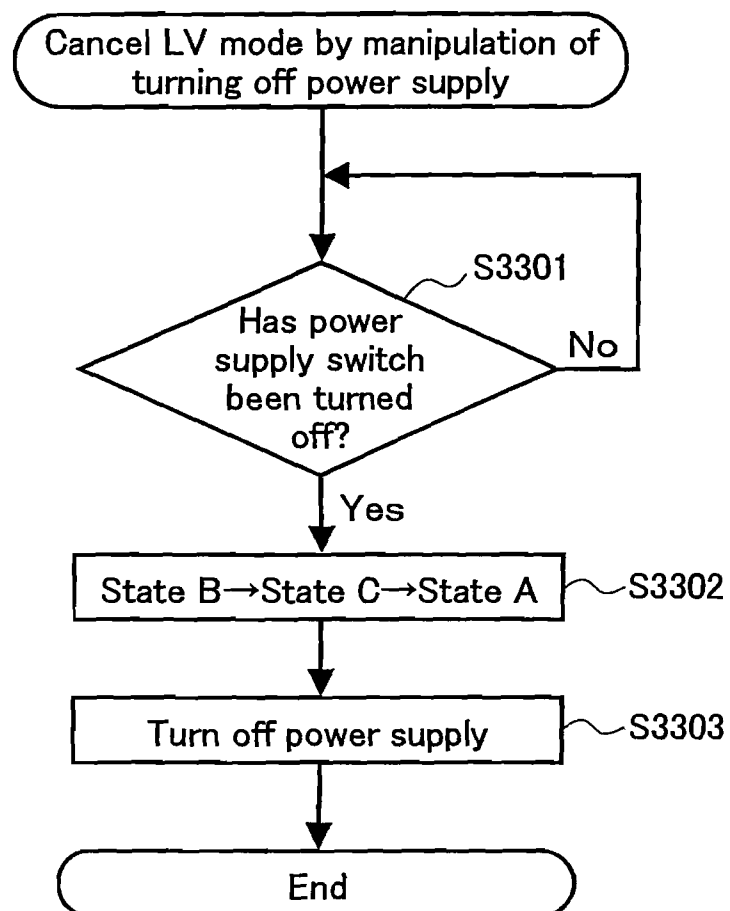 Cancel LV mode by manipulation of
turning off power supply
S3301
Has power
supply switch
been turned
off?
No
Yes
State B→State C→State A
S3302
Turn off power supply
S3303
End